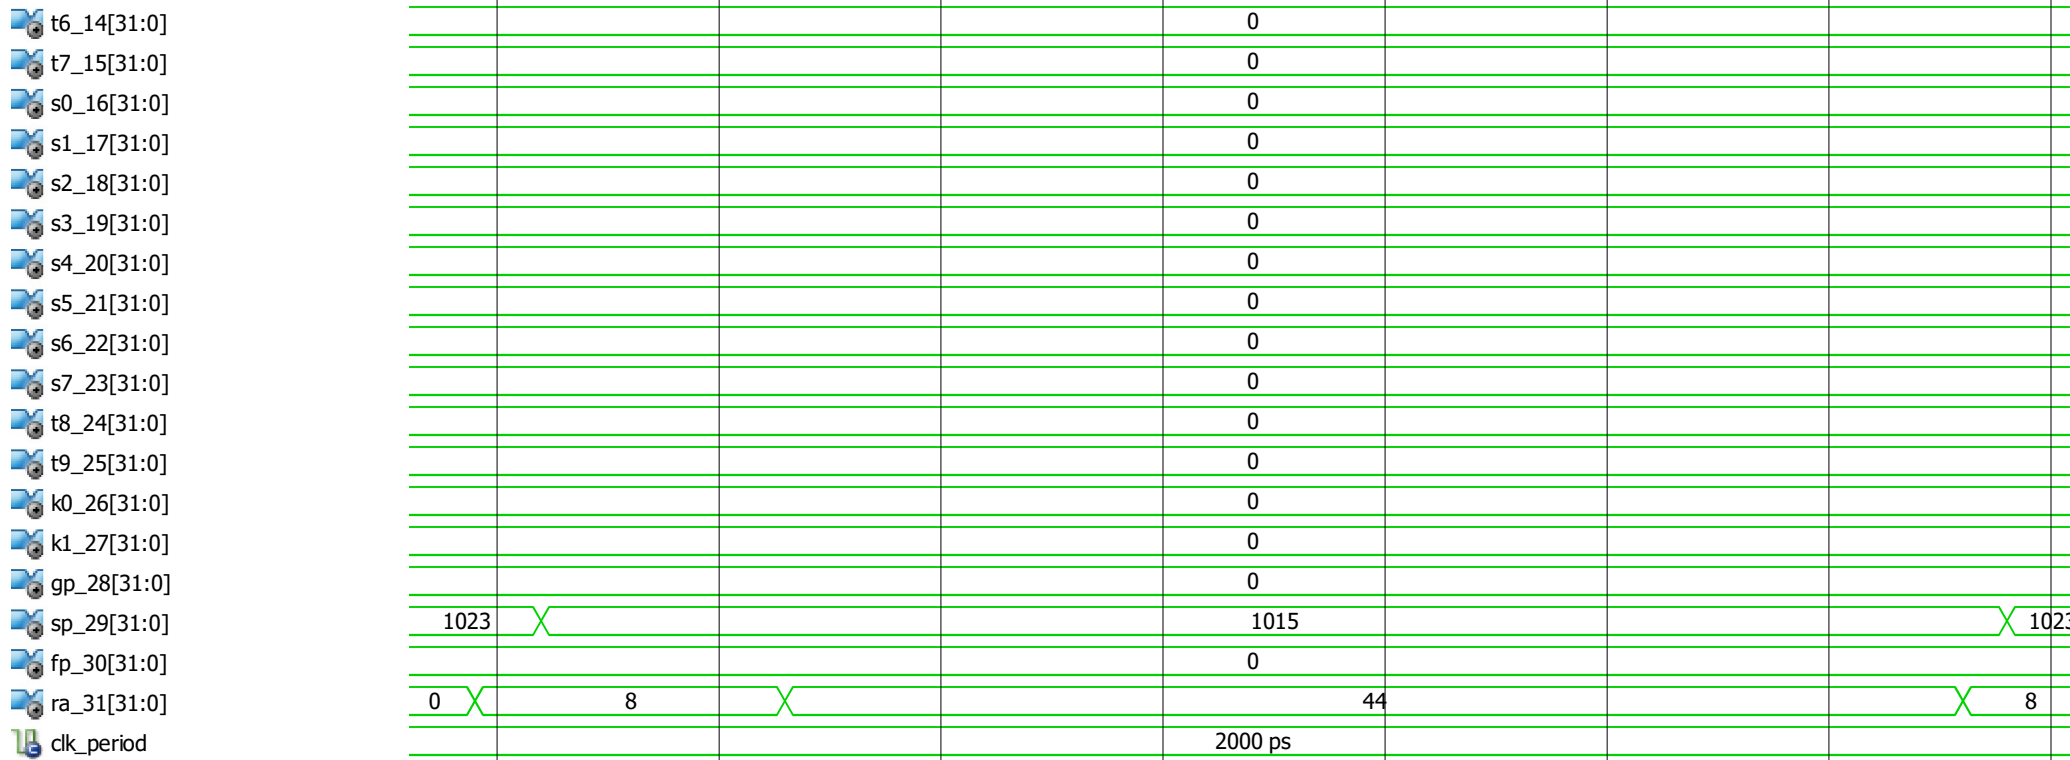 t6_14[31:0] 0
t7_15[31:0] 0
s0_16[31:0] 0
s1_17[31:0] 0
s2_18[31:0] 0
s3_19[31:0] 0
s4_20[31:0] 0
s5_21[31:0] 0
s6_22[31:0] 0
s7_23[31:0] 0
t8_24[31:0] 0
t9_25[31:0] 0
k0_26[31:0] 0
k1_27[31:0] 0
gp_28[31:0] 0
sp_29[31:0] 1023 1015 1023
fp_30[31:0] 0
ra_31[31:0] 0 8 44 8
clk_period 2000 ps